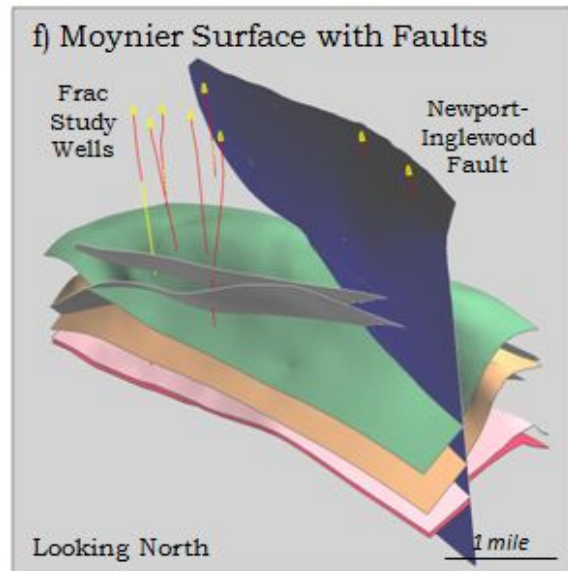 f) Moynier Surface with Faults
Frac
Study
Wells
Newport-
Inglewood
Fault
Looking North
1 mile